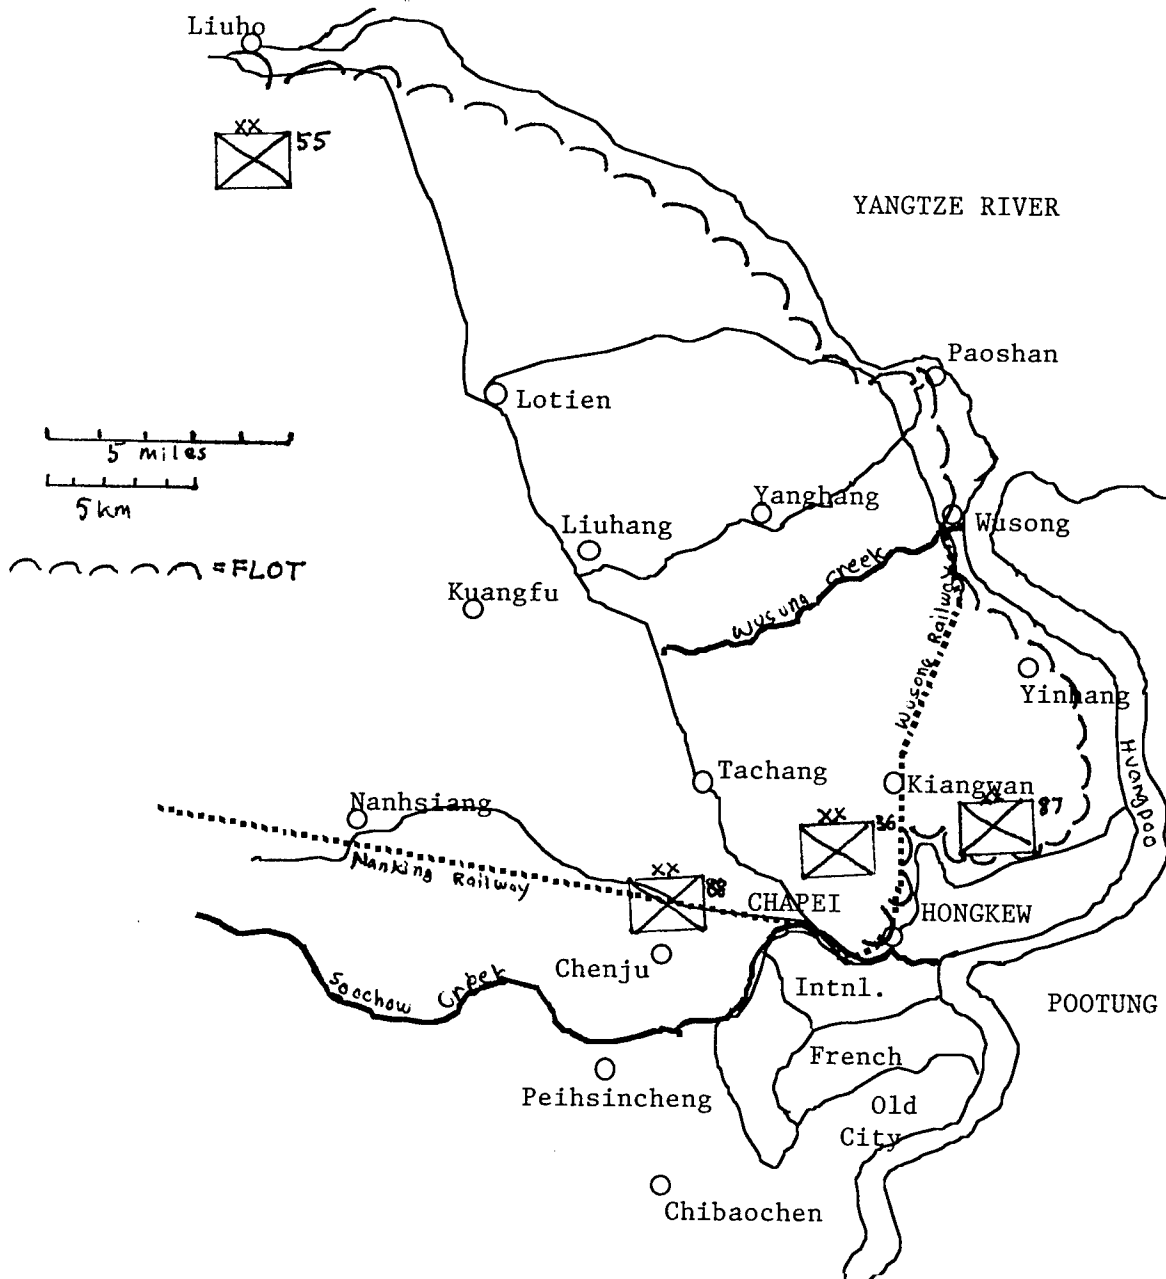 Liuho
XX
55
YANGTZE RIVER
Paoshan
Lotien
5 miles
5 km
Yanghang
Wusong
Liuhang
= FLOT
Kuangfu
Wusung Creek
Wusong Railway
Yinhang
Huangpoo
Tachang
Kiangwan
Nanhsiang
XX
87
XX
36
Nanking Railway
XX
88
CHAPEI
HONGKEW
Chenju
Soochow Creek
Intnl.
POOTUNG
French
Peihsincheng
Old
City
Chibaochen